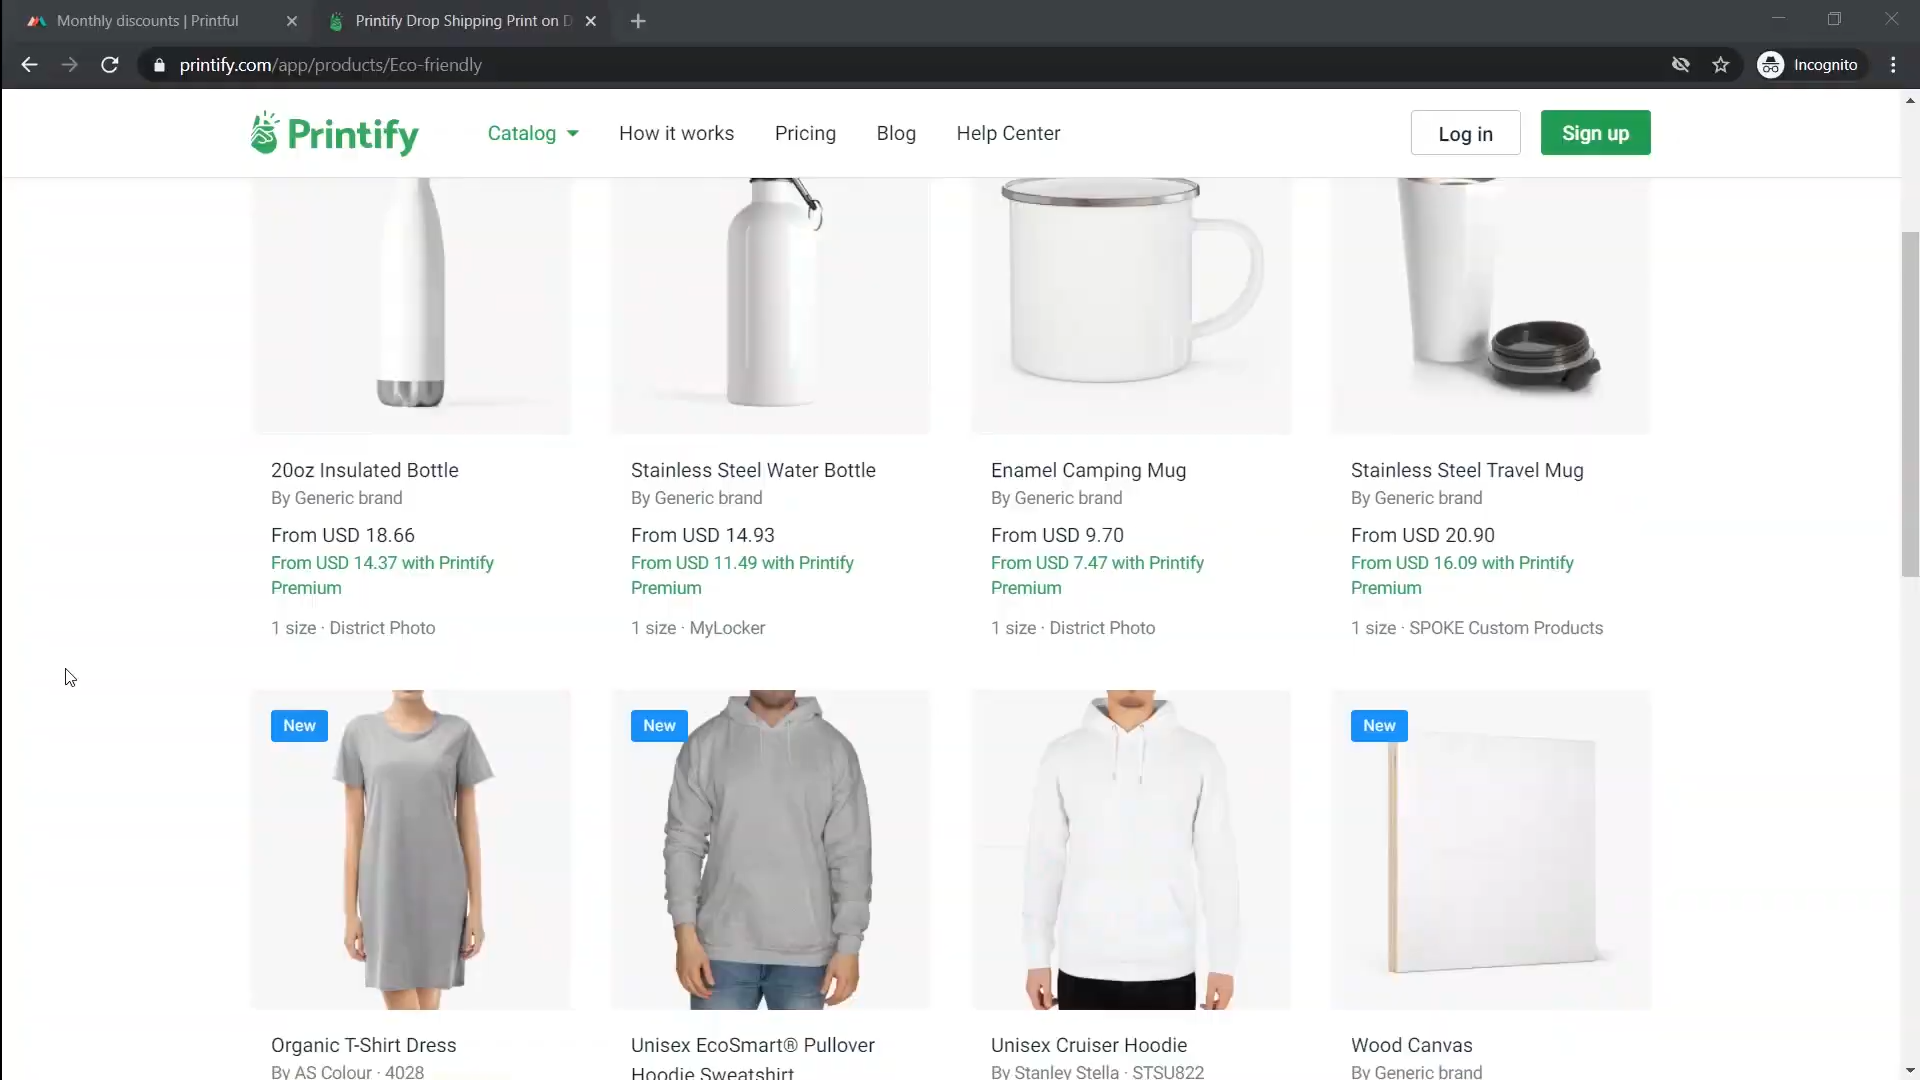 Monthly discounts | Printful
Printify Drop Shipping Print on D
printify.com/app/products/Eco-friendly
Incognito
Printify
Catalog
How it works
Pricing
Blog
Help Center
Log in
Sign up
20oz Insulated Bottle
By Generic brand
From USD 18.66
From USD 14.37 with Printify
Premium
1 size · District Photo
Stainless Steel Water Bottle
By Generic brand
From USD 14.93
From USD 11.49 with Printify
Premium
1 size · MyLocker
Enamel Camping Mug
By Generic brand
From USD 9.70
From USD 7.47 with Printify
Premium
1 size · District Photo
Stainless Steel Travel Mug
By Generic brand
From USD 20.90
From USD 16.09 with Printify
Premium
1 size · SPOKE Custom Products
New
Organic T-Shirt Dress
By AS Colour · 4028
New
Unisex EcoSmart® Pullover
Hoodie Sweatshirt
Unisex Cruiser Hoodie
By Stanley Stella · STSU822
New
Wood Canvas
By Generic brand